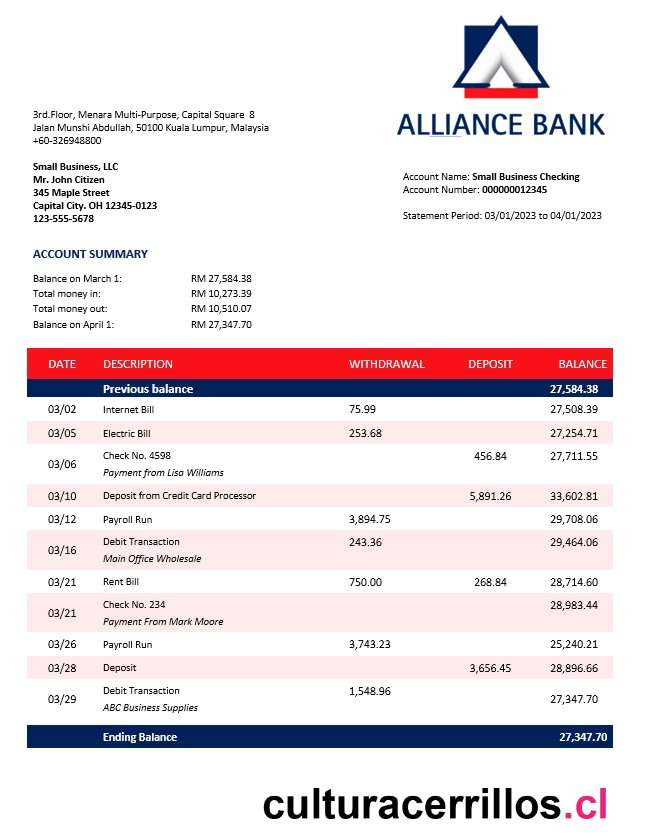 ALLIANCE BANK
3rd.Floor, Menara Multi-Purpose, Capital Square 8
Jalan Munshi Abdullah, 50100 Kuala Lumpur, Malaysia
+60-326948800
Small Business, LLC
Mr. John Citizen
345 Maple Street
Capital City. OH 12345-0123
123-555-5678
Account Name: Small Business Checking
Account Number: 000000012345
Statement Period: 03/01/2023 to 04/01/2023
ACCOUNT SUMMARY
Balance on March 1: RM 27,584.38
Total money in: RM 10,273.39
Total money out: RM 10,510.07
Balance on April 1: RM 27,347.70
DATE DESCRIPTION WITHDRAWAL DEPOSIT BALANCE
Previous balance 27,584.38
03/02 Internet Bill 75.99 27,508.39
03/05 Electric Bill 253.68 27,254.71
03/06 Check No. 4598 456.84 27,711.55
Payment from Lisa Williams
03/10 Deposit from Credit Card Processor 5,891.26 33,602.81
03/12 Payroll Run 3,894.75 29,708.06
03/16 Debit Transaction 243.36 29,464.06
Main Office Wholesale
03/21 Rent Bill 750.00 268.84 28,714.60
03/21 Check No. 234 28,983.44
Payment From Mark Moore
03/26 Payroll Run 3,743.23 25,240.21
03/28 Deposit 3,656.45 28,896.66
03/29 Debit Transaction 1,548.96 27,347.70
ABC Business Supplies
Ending Balance 27,347.70
culturacerrillos.cl